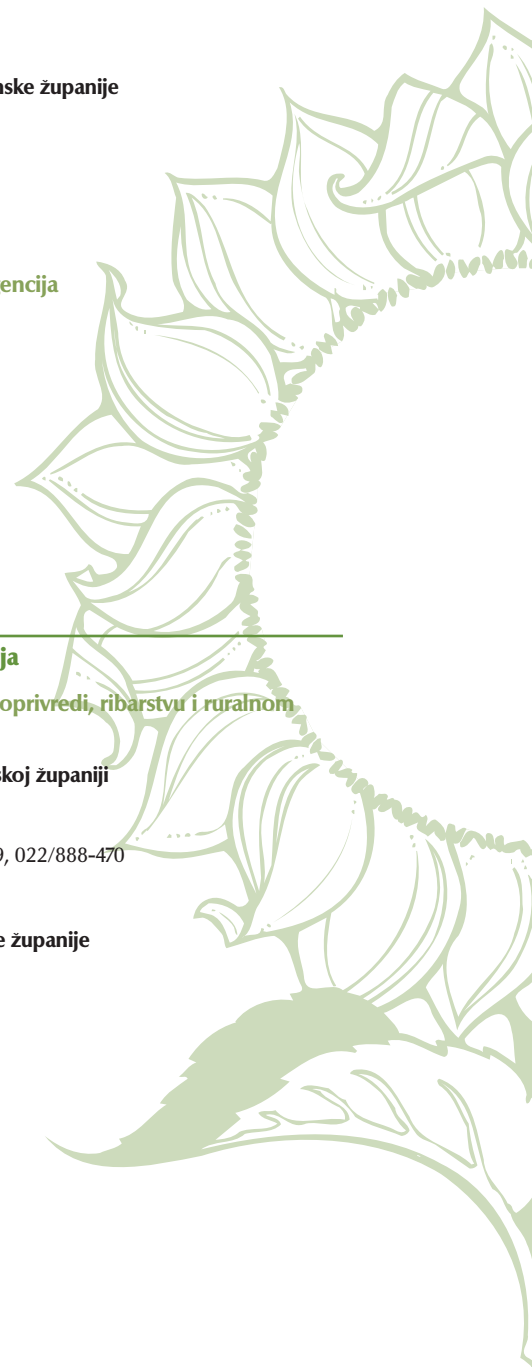 nske županije
encija
ja
oprivredi, ribarstvu i ruralnom
skoj županiji
9, 022/888-470
e županije